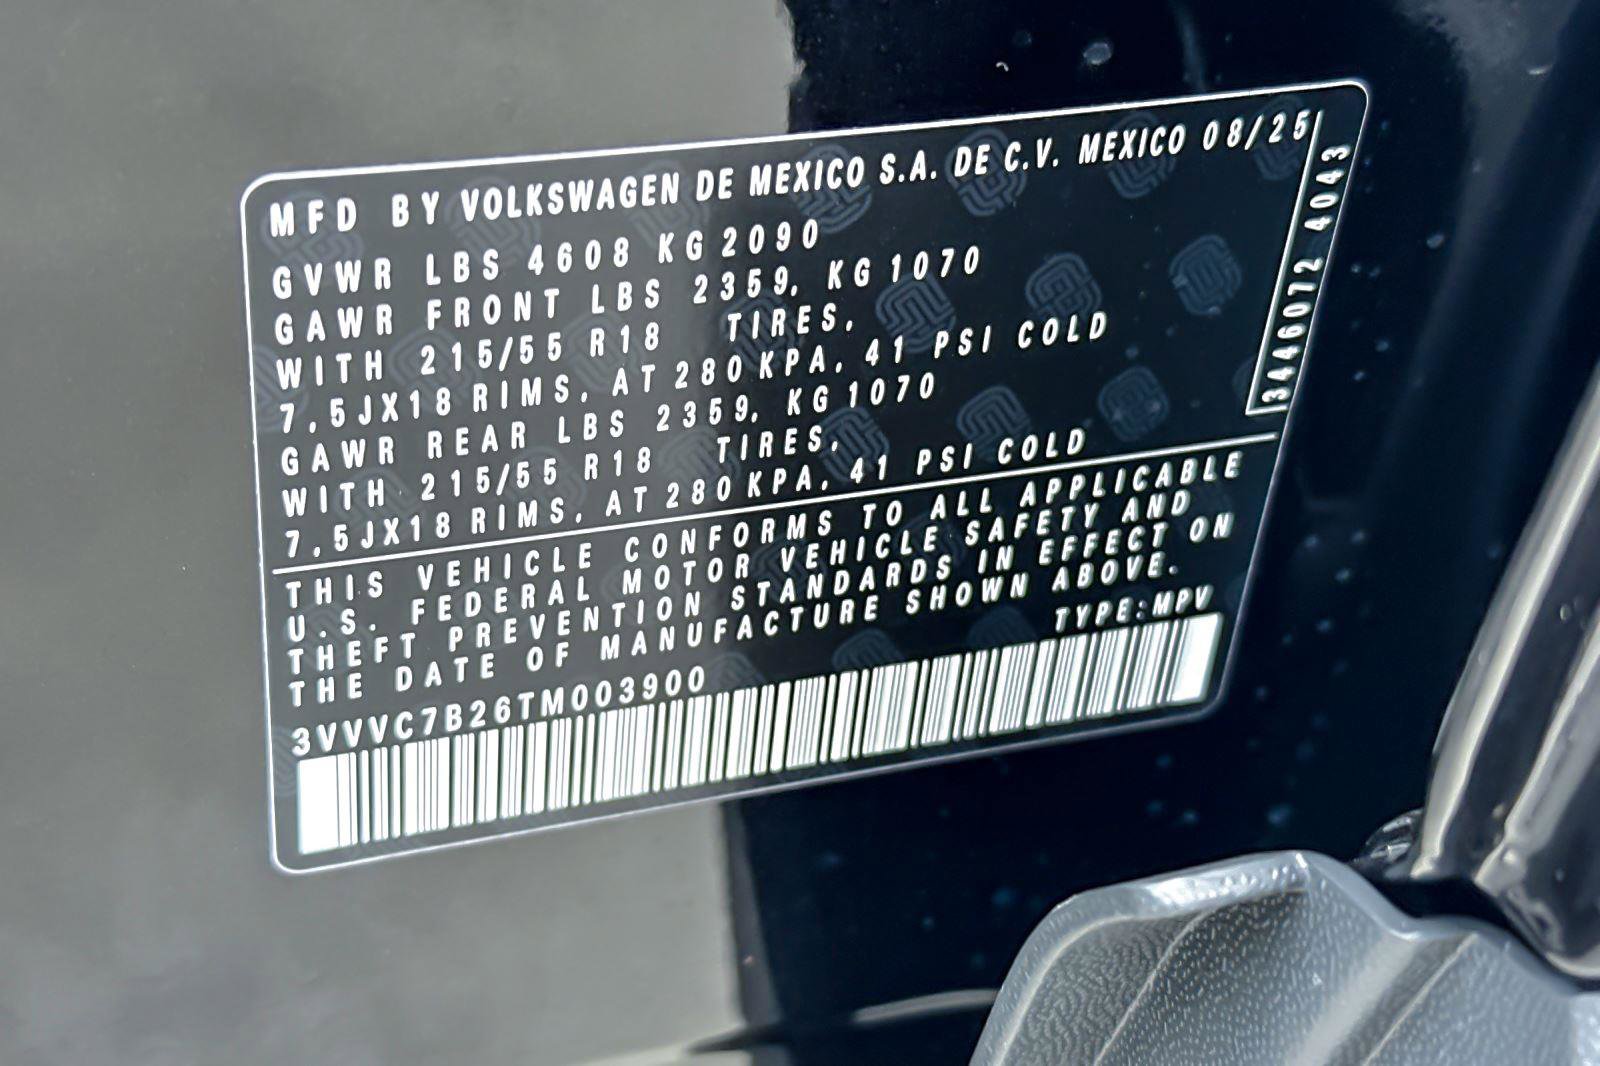 MFD BY VOLKSWAGEN DE MEXICO S.A. DE C.V. MEXICO 08/25
GVWR LBS 4608 KG 2090
GAWR FRONT LBS 2359, KG 1070
WITH 215/55 R18 TIRES,
7.5JX18 RIMS, AT 280 KPA, 41 PSI COLD
GAWR REAR LBS 2359, KG 1070
WITH 215/55 R18 TIRES,
7.5JX18 RIMS, AT 280 KPA, 41 PSI COLD
THIS VEHICLE CONFORMS TO ALL APPLICABLE
U.S. FEDERAL MOTOR VEHICLE SAFETY AND
THEFT PREVENTION STANDARDS IN EFFECT ON
THE DATE OF MANUFACTURE SHOWN ABOVE.
TYPE:MPV
3VVVC7B26TM003900
3446072 4043